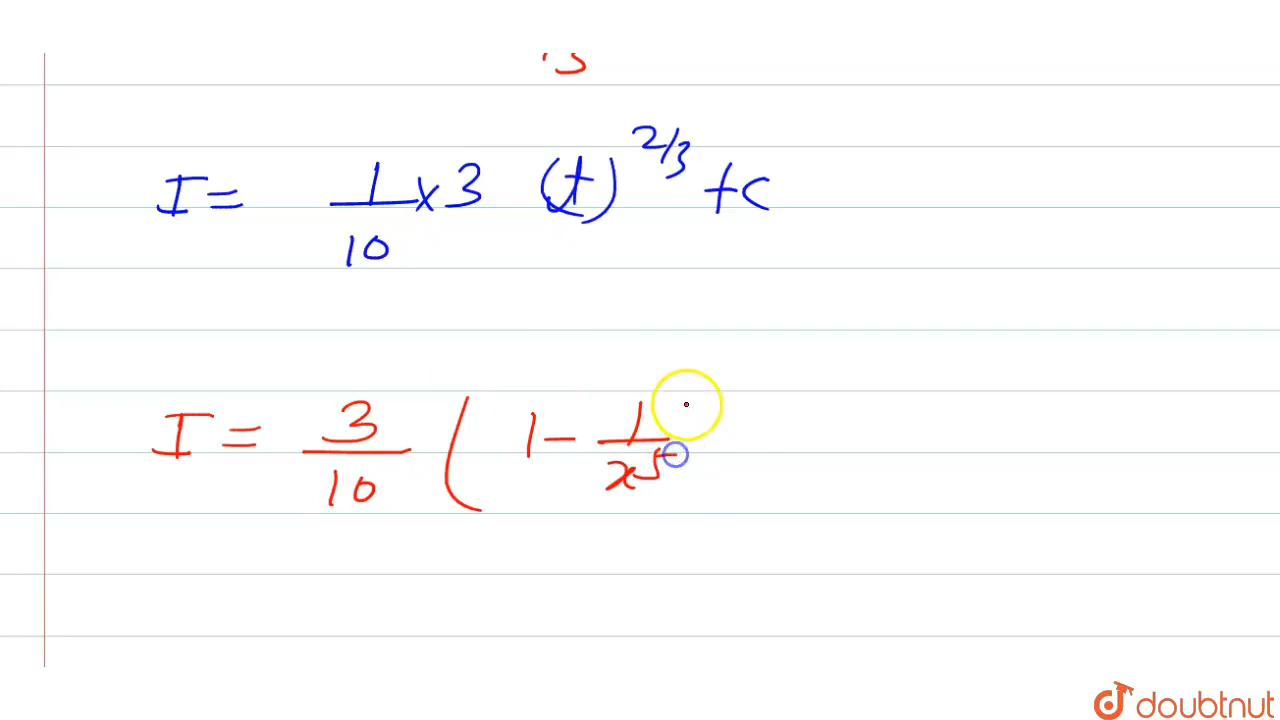 I = 1/10 × 3 (t)^2/3 + c
I = 3/10 ( 1 - 1/x^5
doubtnut